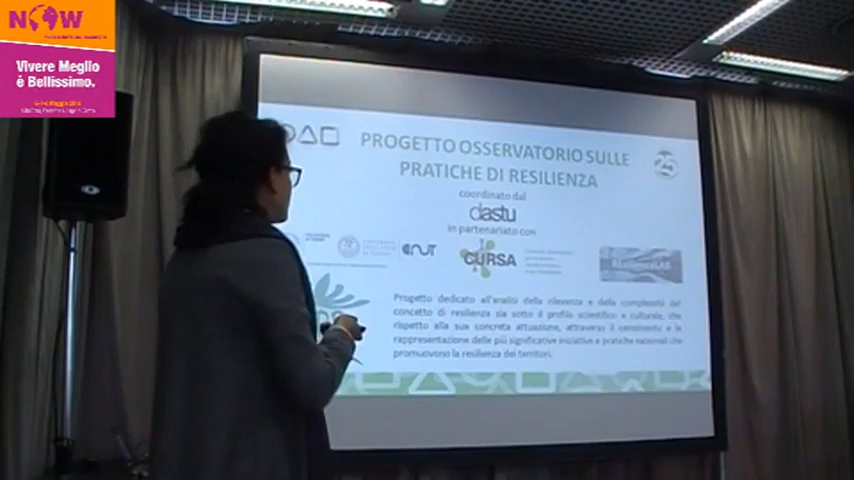 NOW
Vivere Meglio
è Bellissimo.
PROGETTO OSSERVATORIO SULLE
PRATICHE DI RESILIENZA
25
coordinato dal
dastu
in partenariato con
CURSA
Progetto dedicato all'analisi della rilevanza e della complessità del
concetto di resilienza sia sotto il profilo scientifico e culturale, che
rispetto alla sua concreta attuazione, attraverso il censimento e la
rappresentazione delle più significative iniziative e pratiche nazionali che
promuovono la resilienza dei territori.